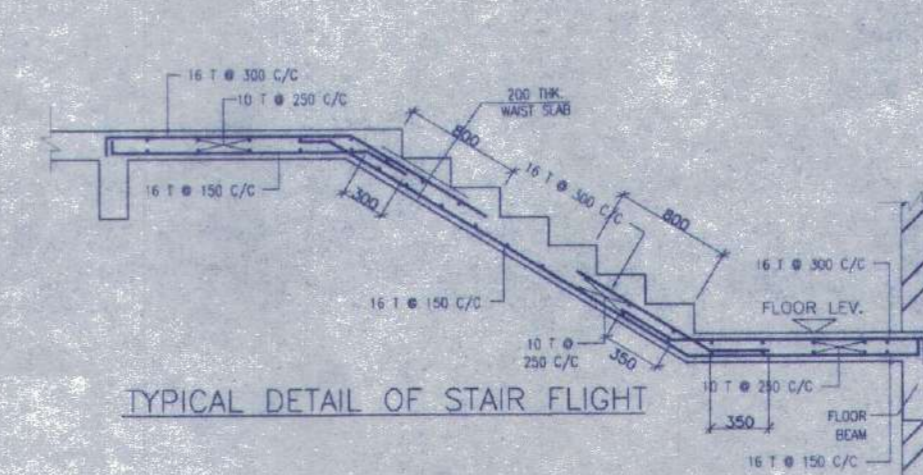 16 T @ 300 C/C
10 T @ 250 C/C
200 THK.
WAIST SLAB
800
16 T @ 300 C/C
800
16 T @ 150 C/C
300
16 T @ 300 C/C
16 T @ 150 C/C
FLOOR LEV.
10 T @
250 C/C
350
10 T @ 250 C/C
TYPICAL DETAIL OF STAIR FLIGHT
350
FLOOR
BEAM
16 T @ 150 C/C